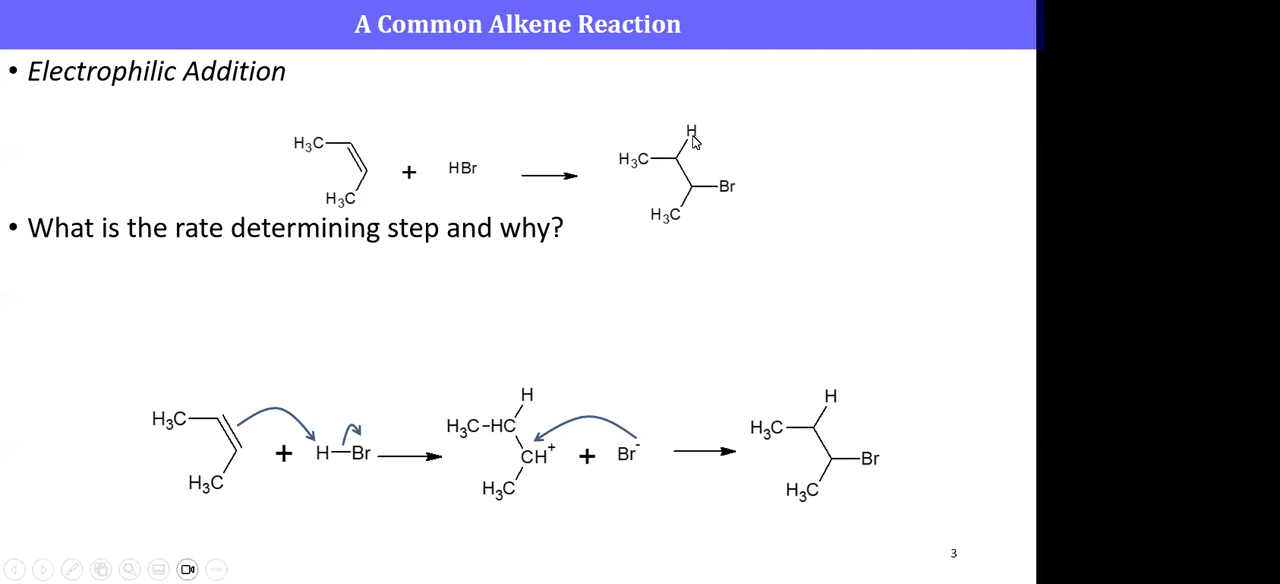 A Common Alkene Reaction
• Electrophilic Addition
H
H₃C
+
HBr
H₃C
Br
H₃C
H₃C
• What is the rate determining step and why?
H
H
H₃C
H₃C-HC
H₃C
+
H—Br
CH⁺
+
Br⁻
Br
H₃C
H₃C
H₃C
3